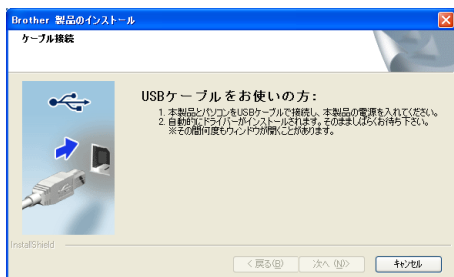 Brother 製品のインストール
ケーブル接続
USBケーブルをお使いの方:
1. 本製品とパソコンをUSBケーブルで接続し、本製品の電源を入れてください。
2. 自動的にドライバーがインストールされます。そのまましばらくお待ち下さい。
※その間何度もウィンドウが開くことがあります。
InstallShield
< 戻る(B)
次へ (N)>
キャンセル